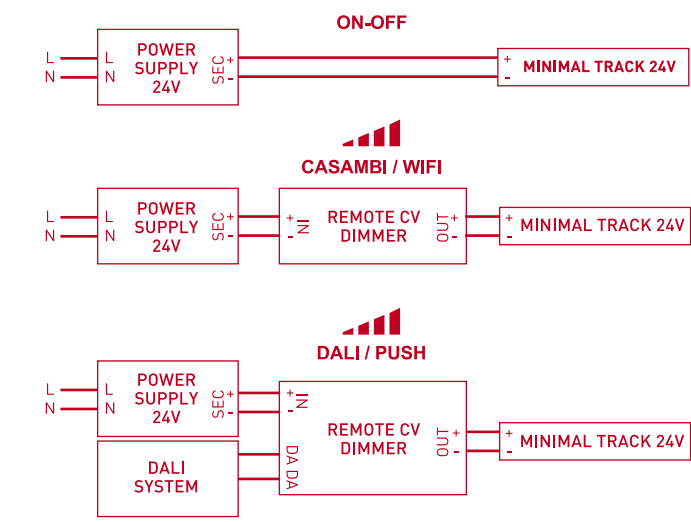 ON-OFF
L L POWER SUPPLY 24V SEC + -
N N
+ - MINIMAL TRACK 24V
CASAMBI / WIFI
L L POWER SUPPLY 24V SEC + -
N N
+ - IN REMOTE CV DIMMER OUT + -
+ - MINIMAL TRACK 24V
DALI / PUSH
L L POWER SUPPLY 24V SEC + -
N N
+ - IN REMOTE CV DIMMER OUT + -
DA DA
+ - MINIMAL TRACK 24V
DALI
SYSTEM